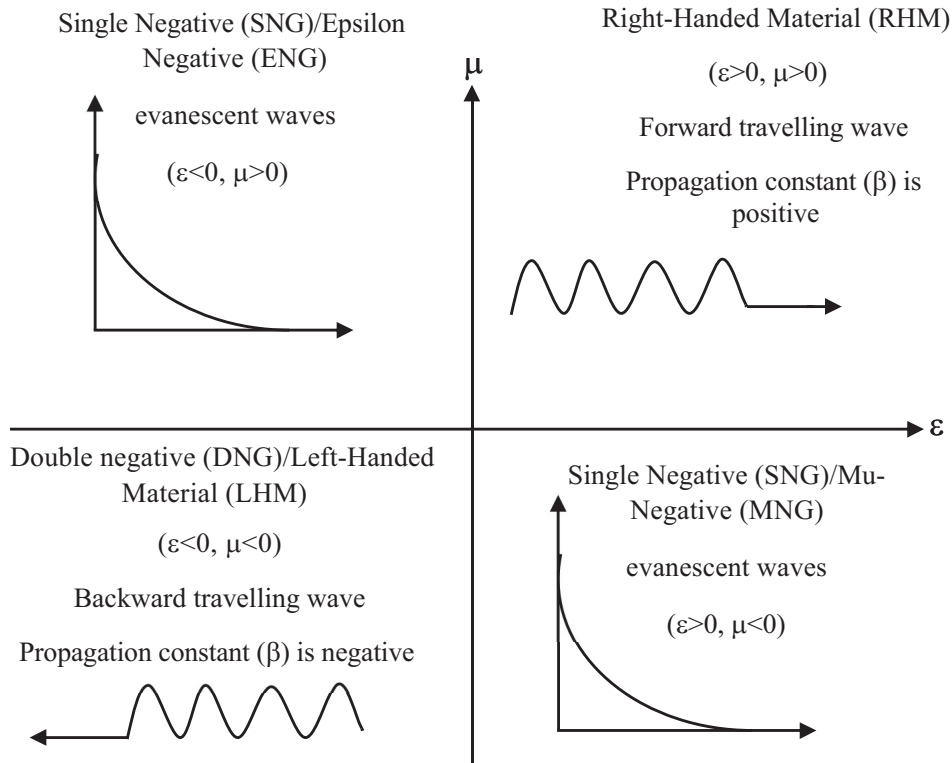 Single Negative (SNG)/Epsilon
Negative (ENG)
evanescent waves
(ε<0, μ>0)
μ
Right-Handed Material (RHM)
(ε>0, μ>0)
Forward travelling wave
Propagation constant (β) is
positive
ε
Double negative (DNG)/Left-Handed
Material (LHM)
(ε<0, μ<0)
Backward travelling wave
Propagation constant (β) is negative
Single Negative (SNG)/Mu-
Negative (MNG)
evanescent waves
(ε>0, μ<0)